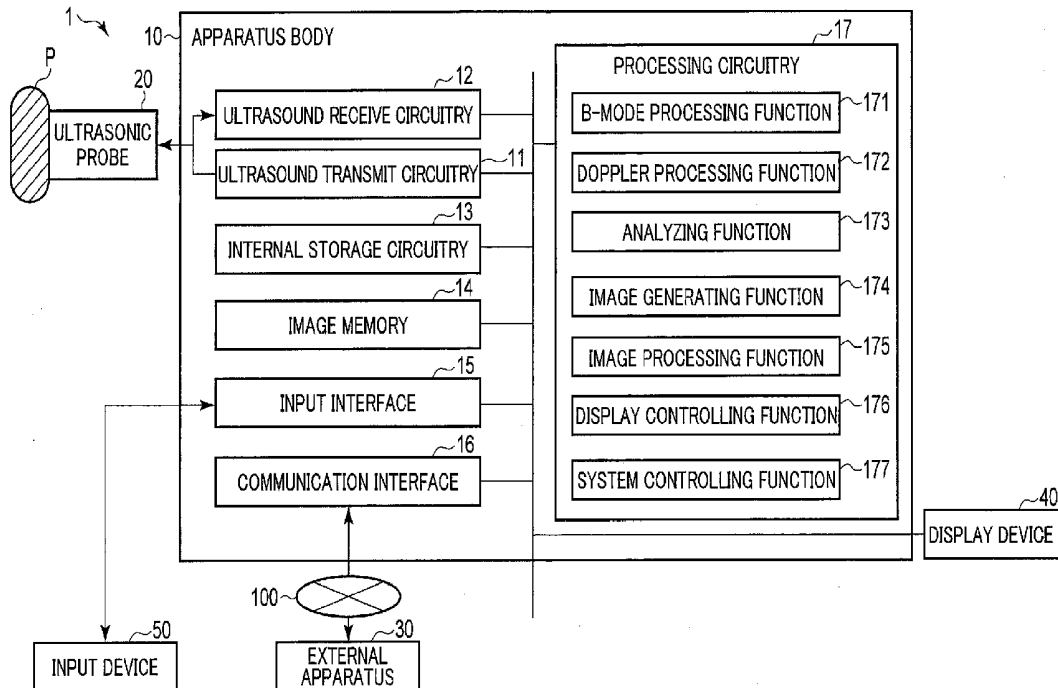 1
10
APPARATUS BODY
P
20
ULTRASONIC
PROBE
12
ULTRASOUND RECEIVE CIRCUITRY
11
ULTRASOUND TRANSMIT CIRCUITRY
13
INTERNAL STORAGE CIRCUITRY
14
IMAGE MEMORY
15
INPUT INTERFACE
16
COMMUNICATION INTERFACE
17
PROCESSING CIRCUITRY
B-MODE PROCESSING FUNCTION
171
DOPPLER PROCESSING FUNCTION
172
ANALYZING FUNCTION
173
IMAGE GENERATING FUNCTION
174
IMAGE PROCESSING FUNCTION
175
DISPLAY CONTROLLING FUNCTION
176
SYSTEM CONTROLLING FUNCTION
177
40
DISPLAY DEVICE
100
50
INPUT DEVICE
30
EXTERNAL
APPARATUS